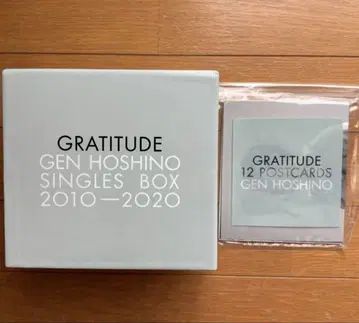 GRATITUDE
GEN HOSHINO
SINGLES BOX
2010—2020
GRATITUDE
12 POSTCARDS
GEN HOSHINO